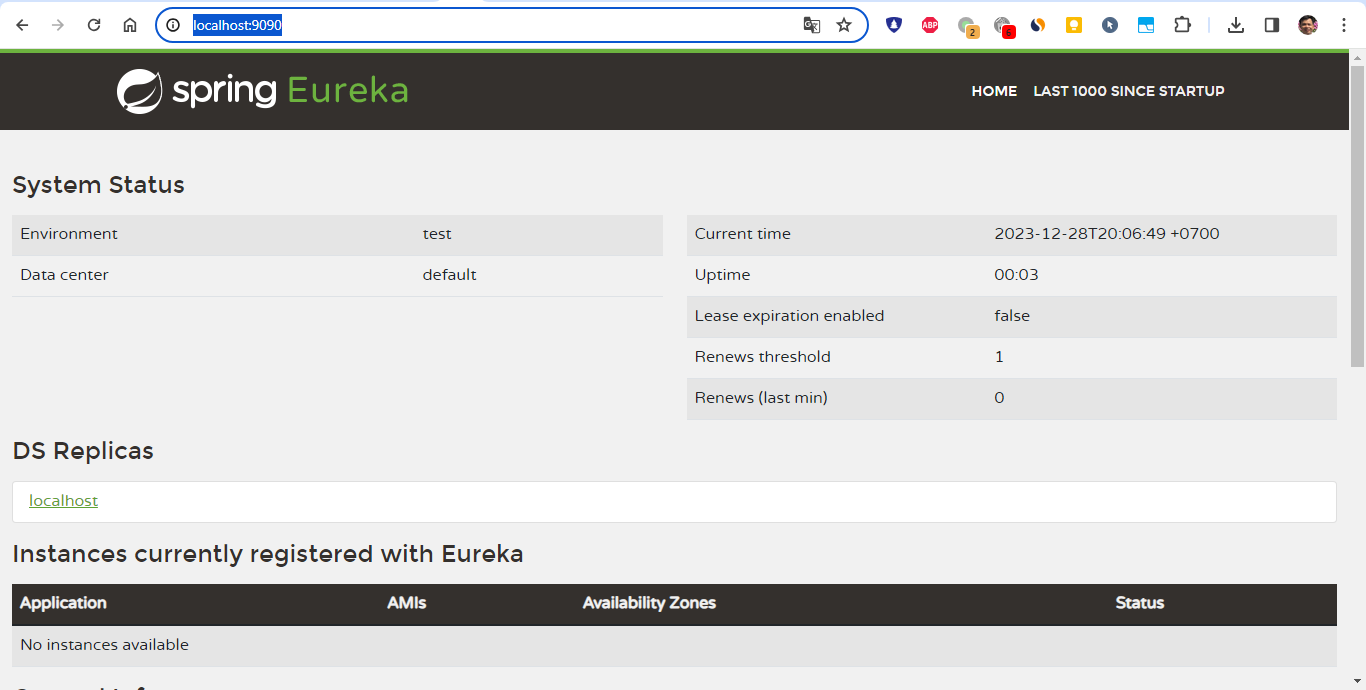 localhost:9090
ABP
2
6
spring Eureka
HOME LAST 1000 SINCE STARTUP
System Status
Environment test
Data center default
Current time 2023-12-28T20:06:49 +0700
Uptime 00:03
Lease expiration enabled false
Renews threshold 1
Renews (last min) 0
DS Replicas
localhost
Instances currently registered with Eureka
Application AMIs Availability Zones Status
No instances available